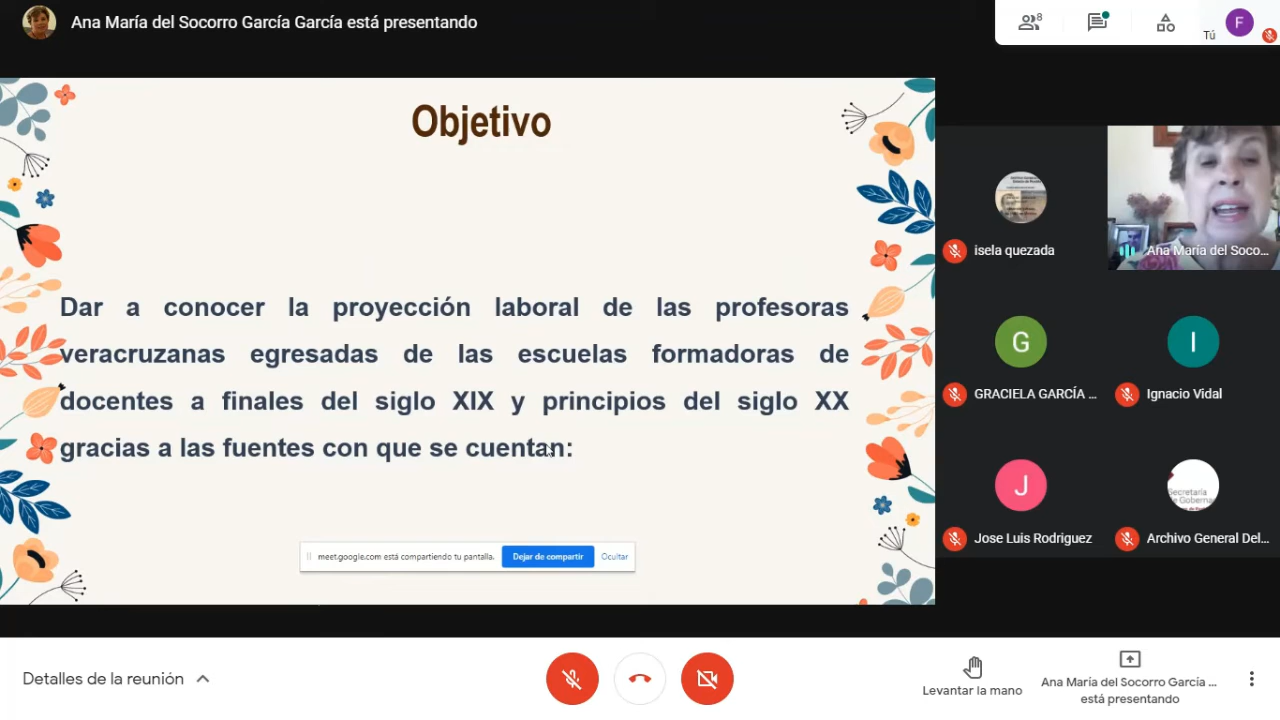 Ana María del Socorro García García está presentando
8
Tú
F
Objetivo
Dar a conocer la proyección laboral de las profesoras
veracruzanas egresadas de las escuelas formadoras de
docentes a finales del siglo XIX y principios del siglo XX
gracias a las fuentes con que se cuentan:
meet.google.com está compartiendo tu pantalla.
Dejar de compartir
Ocultar
isela quezada
Ana María del Soco...
G
GRACIELA GARCÍA ...
I
Ignacio Vidal
J
Jose Luis Rodriguez
Secretaría
de Goberna
Archivo General Del...
Detalles de la reunión
Levantar la mano
Ana María del Socorro García ...
está presentando